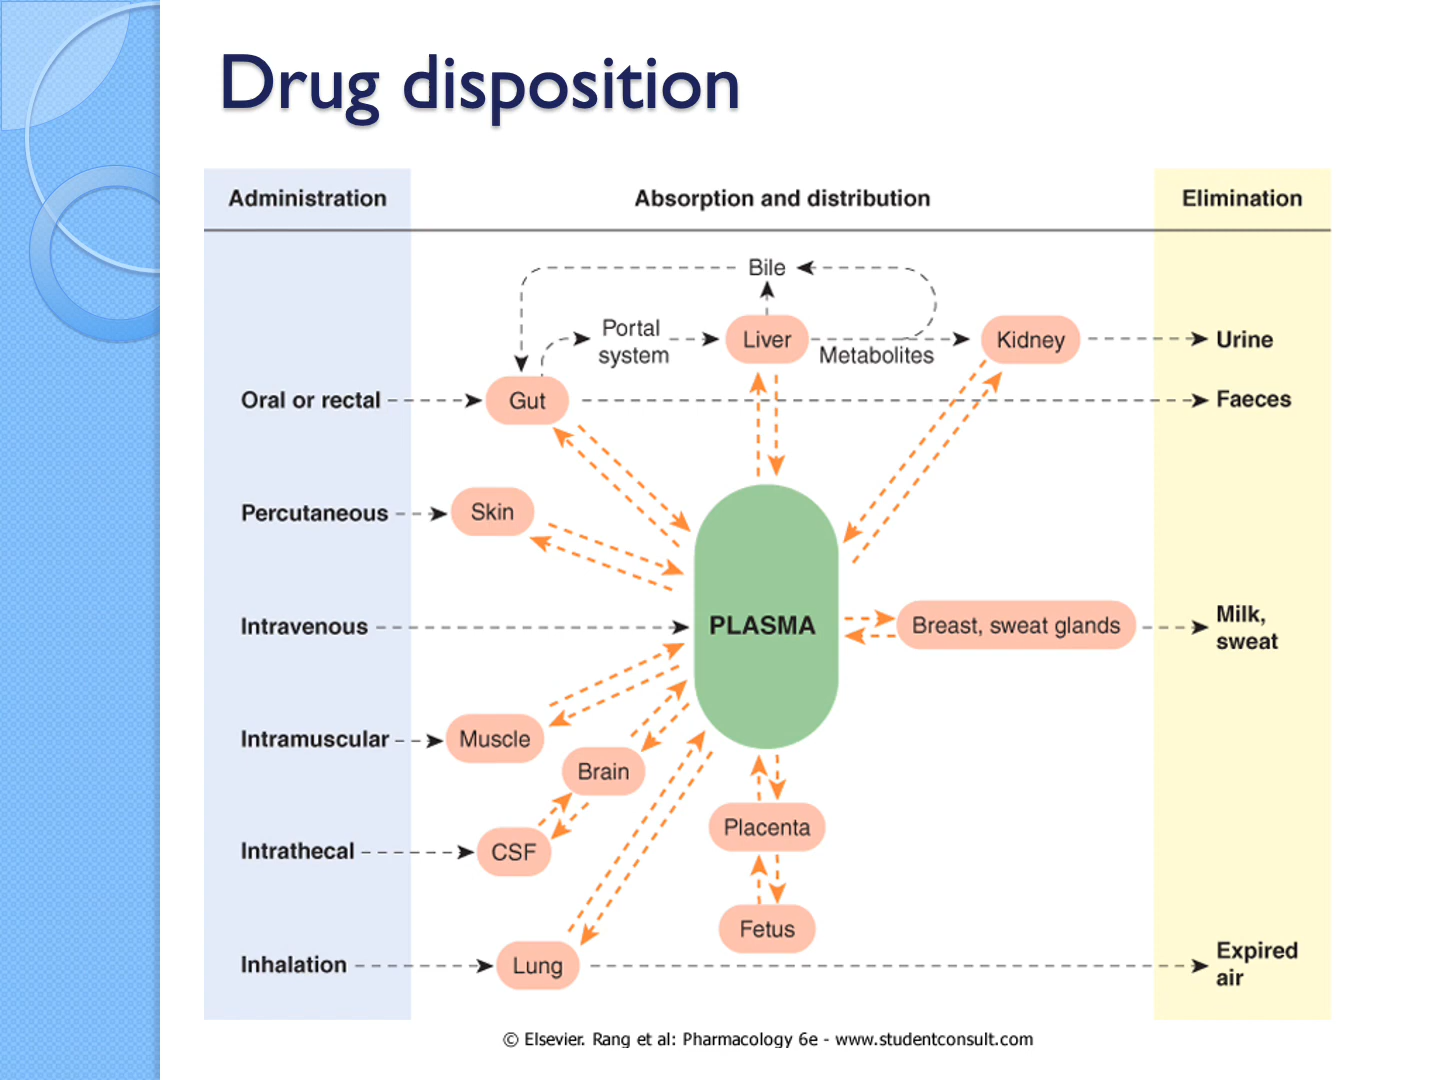 Drug disposition
Administration
Absorption and distribution
Elimination
Bile
Portal
system
Liver
Metabolites
Kidney
Urine
Oral or rectal
Gut
Faeces
Percutaneous
Skin
Intravenous
PLASMA
Breast, sweat glands
Milk,
sweat
Intramuscular
Muscle
Brain
Placenta
Intrathecal
CSF
Fetus
Inhalation
Lung
Expired
air
© Elsevier. Rang et al: Pharmacology 6e - www.studentconsult.com